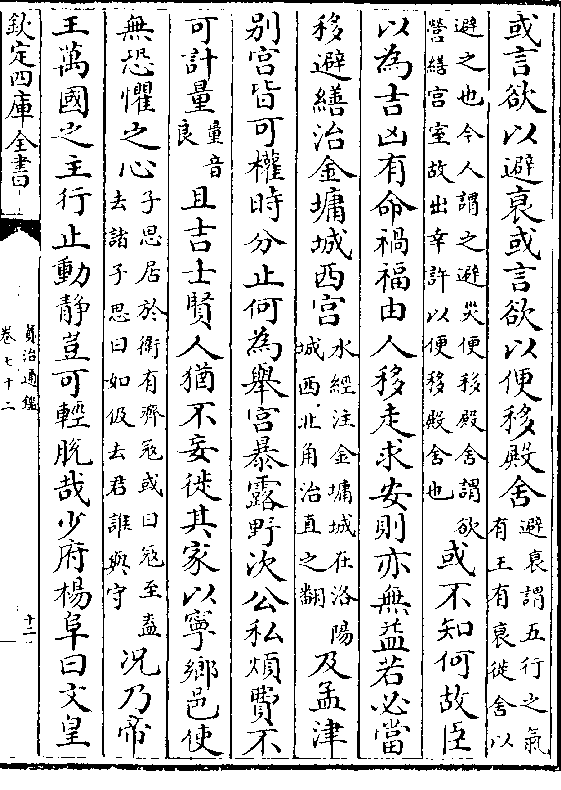 或言欲以避衰或言欲以便移殿舍避衰謂五行之氣有王有衰徙舍以
避之也今人謂之避災便移殿舍謂欲營繕宮室故出幸許以便移殿舍也或不知何故臣
以為吉凶有命禍福由人移走求安則亦無益若必當
移避繕治金墉城西宮水經注金墉城在洛陽城西北角治直之翻及孟津
别宮皆可權時分止何為舉宮暴露野次公私煩費不
可計量量音良且吉士賢人猶不妄徙其家以寧鄉邑使
無恐懼之心子思居於衛有齊寇或曰寇至盍去諸子思曰如伋去君誰與守况乃帝
王萬國之主行止動静豈可輕脫哉少府楊阜曰文皇
欽定四庫全書
資治通鑑
卷七十二
十二